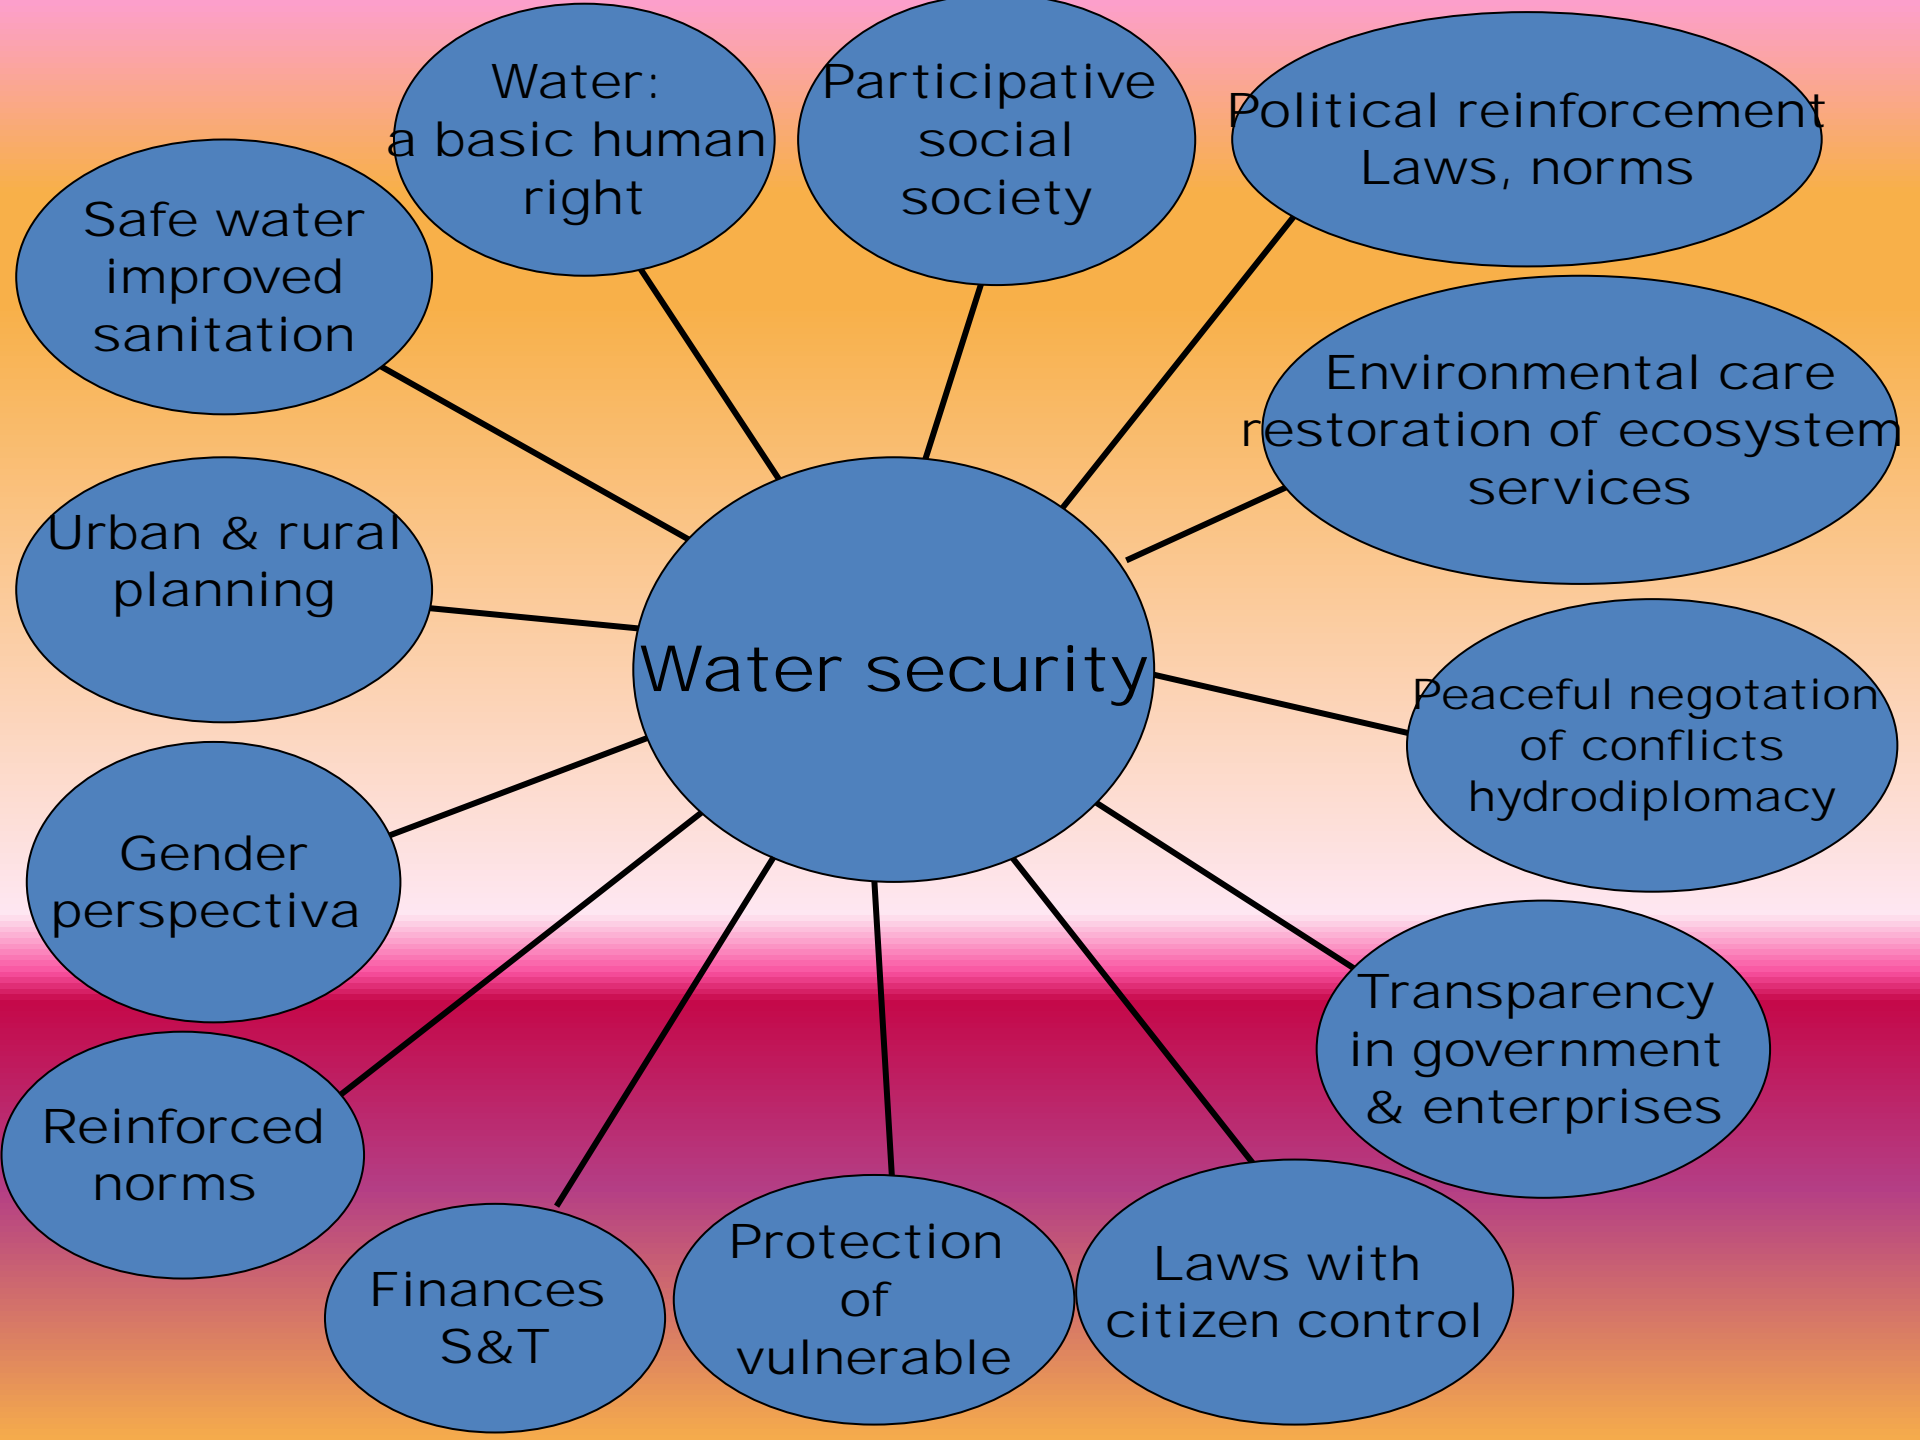 Water:
a basic human
right
Participative
social
society
Political reinforcement
Laws, norms
Safe water
improved
sanitation
Environmental care
restoration of ecosystem
services
Urban & rural
planning
Water security
Peaceful negotation
of conflicts
hydrodiplomacy
Gender
perspectiva
Transparency
in government
& enterprises
Reinforced
norms
Finances
S&T
Protection
of
vulnerable
Laws with
citizen control